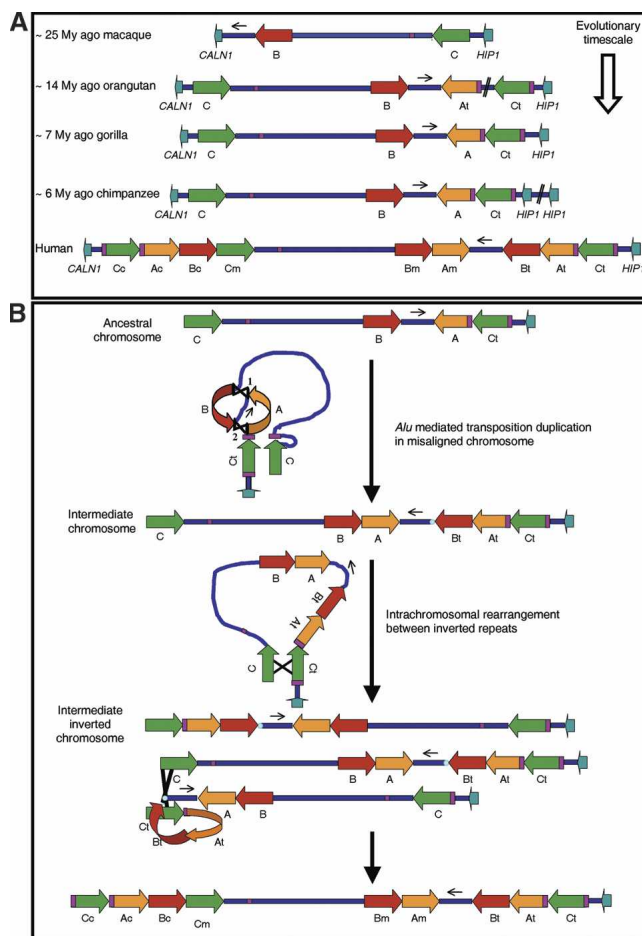 A
~ 25 My ago macaque
CALN1
B
C
HIP1
Evolutionary
timescale
~ 14 My ago orangutan
CALN1
C
B
At
Ct
HIP1
~ 7 My ago gorilla
CALN1
C
B
A
Ct
HIP1
~ 6 My ago chimpanzee
CALN1
C
B
A
Ct
HIP1
HIP1
Human
CALN1
Cc
Ac
Bc
Cm
Bm
Am
Bt
At
Ct
HIP1
B
Ancestral
chromosome
C
B
A
Ct
1
B
A
2
Ct
C
Alu mediated transposition duplication
in misaligned chromosome
Intermediate
chromosome
C
B
A
Bt
At
Ct
B
A
Bt
At
C
Ct
Intrachromosomal rearrangement
between inverted repeats
Intermediate
inverted
chromosome
C
B
A
Bt
At
Ct
Ct
A
B
C
Bt
At
Cc
Ac
Bc
Cm
Bm
Am
Bt
At
Ct